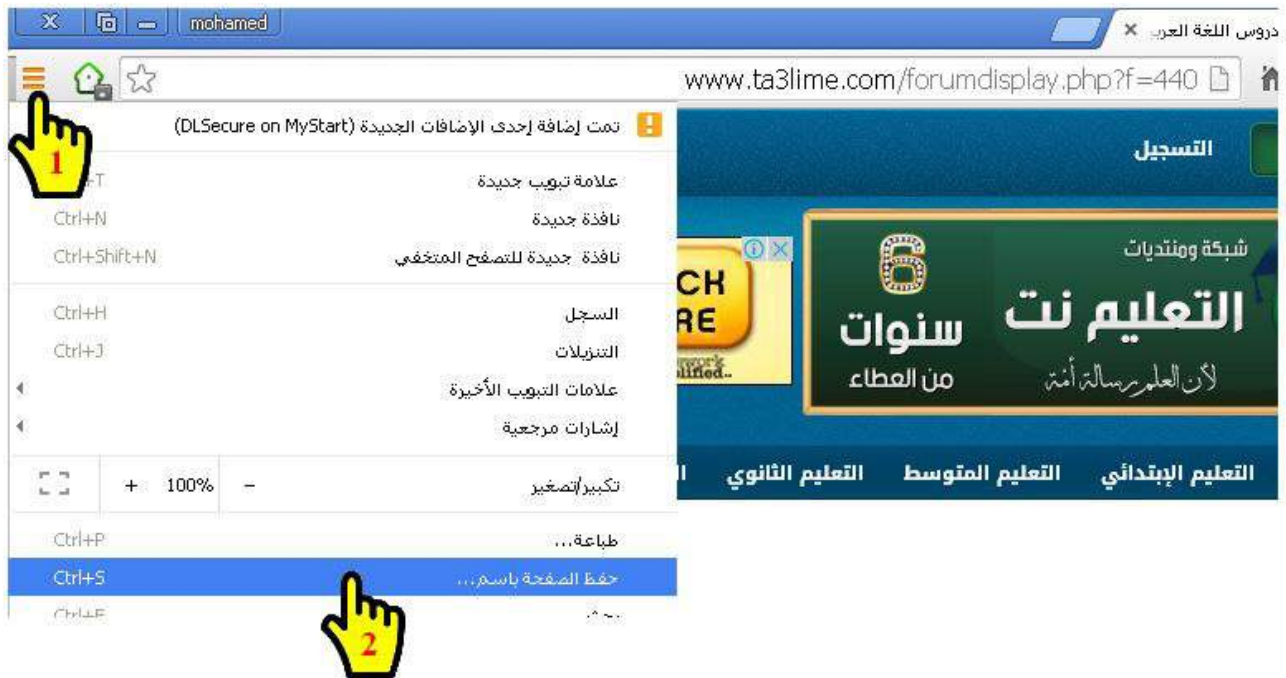 mohamed
دروس اللغة العربـ
www.ta3lime.com/forumdisplay.php?f=440
تمت إضافة إحدى الإضافات الجديدة (DLSecure on MyStart)
1
علامة تبويب جديدة
نافذة جديدة Ctrl+N
نافذة جديدة للتصفح المتخفي Ctrl+Shift+N
السجل Ctrl+H
التنزيلات Ctrl+J
علامات التبويب الأخيرة
إشارات مرجعية
تكبير/تصغير - 100% +
طباعة... Ctrl+P
حفظ الصفحة باسم... Ctrl+S
2
التسجيل
شبكة ومنتديات
التعليم نت
لأن العلم رسالة أمة
6
سنوات
من العطاء
التعليم الإبتدائي التعليم المتوسط التعليم الثانوي